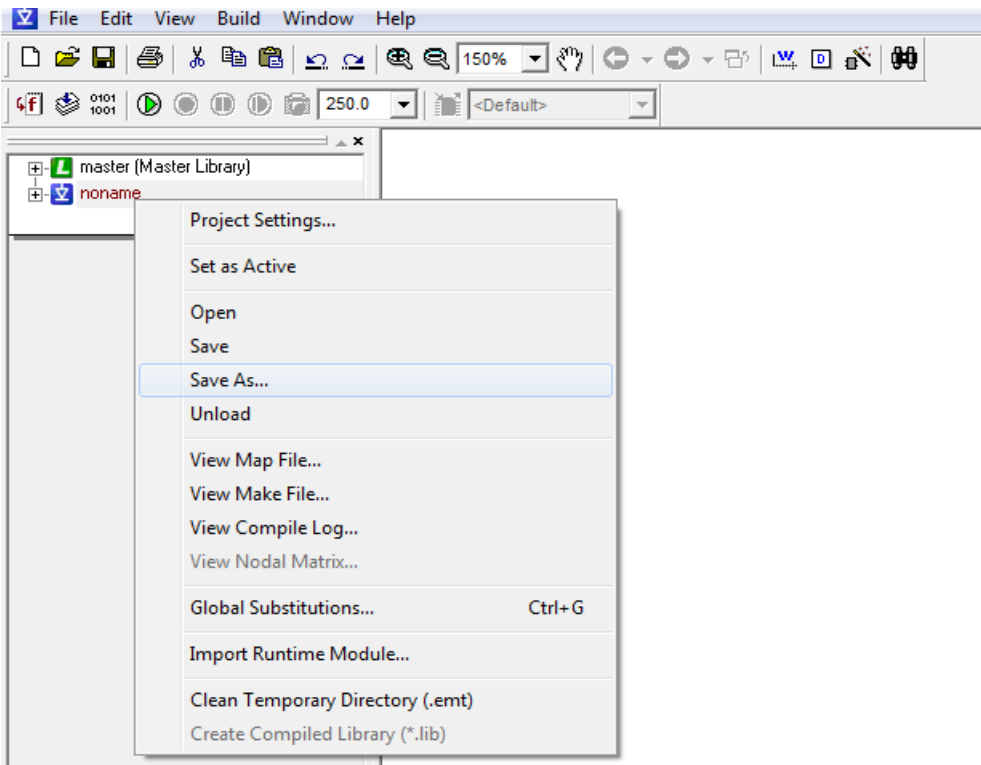 File Edit View Build Window Help
150%
0101
1001
250.0 <Default>
master (Master Library)
noname
Project Settings...
Set as Active
Open
Save
Save As...
Unload
View Map File...
View Make File...
View Compile Log...
View Nodal Matrix...
Global Substitutions... Ctrl+G
Import Runtime Module...
Clean Temporary Directory (.emt)
Create Compiled Library (*.lib)